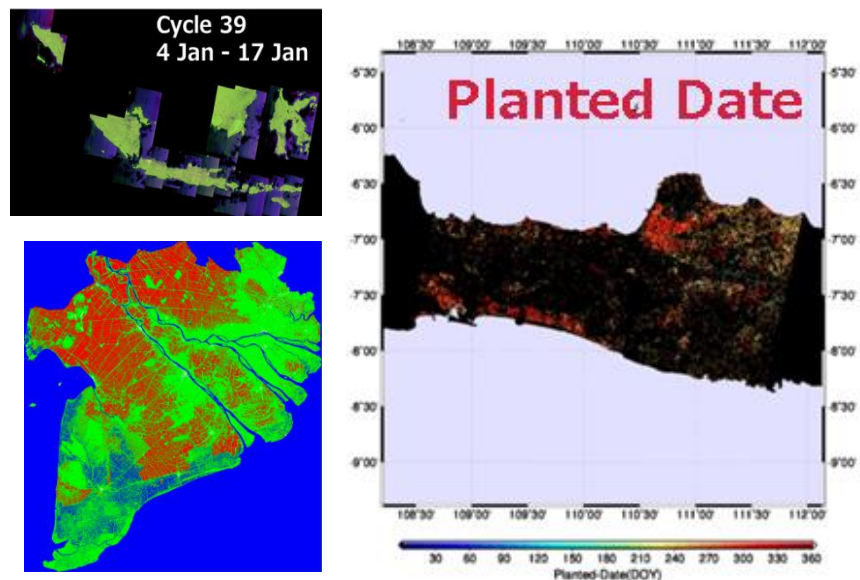 Cycle 39
4 Jan - 17 Jan
108°30' 109°00' 109°30' 110°00' 110°30' 111°00' 111°30' 112°00'
Planted Date
-5°30' -5°30'
-6°00' -6°00'
-6°30' -6°30'
-7°00' -7°00'
-7°30' -7°30'
-8°00' -8°00'
-8°30' -8°30'
-9°00' -9°00'
108°30' 109°00' 109°30' 110°00' 110°30' 111°00' 111°30' 112°00'
30 60 90 120 150 180 210 240 270 300 330 360
Planted-Date(DOY)